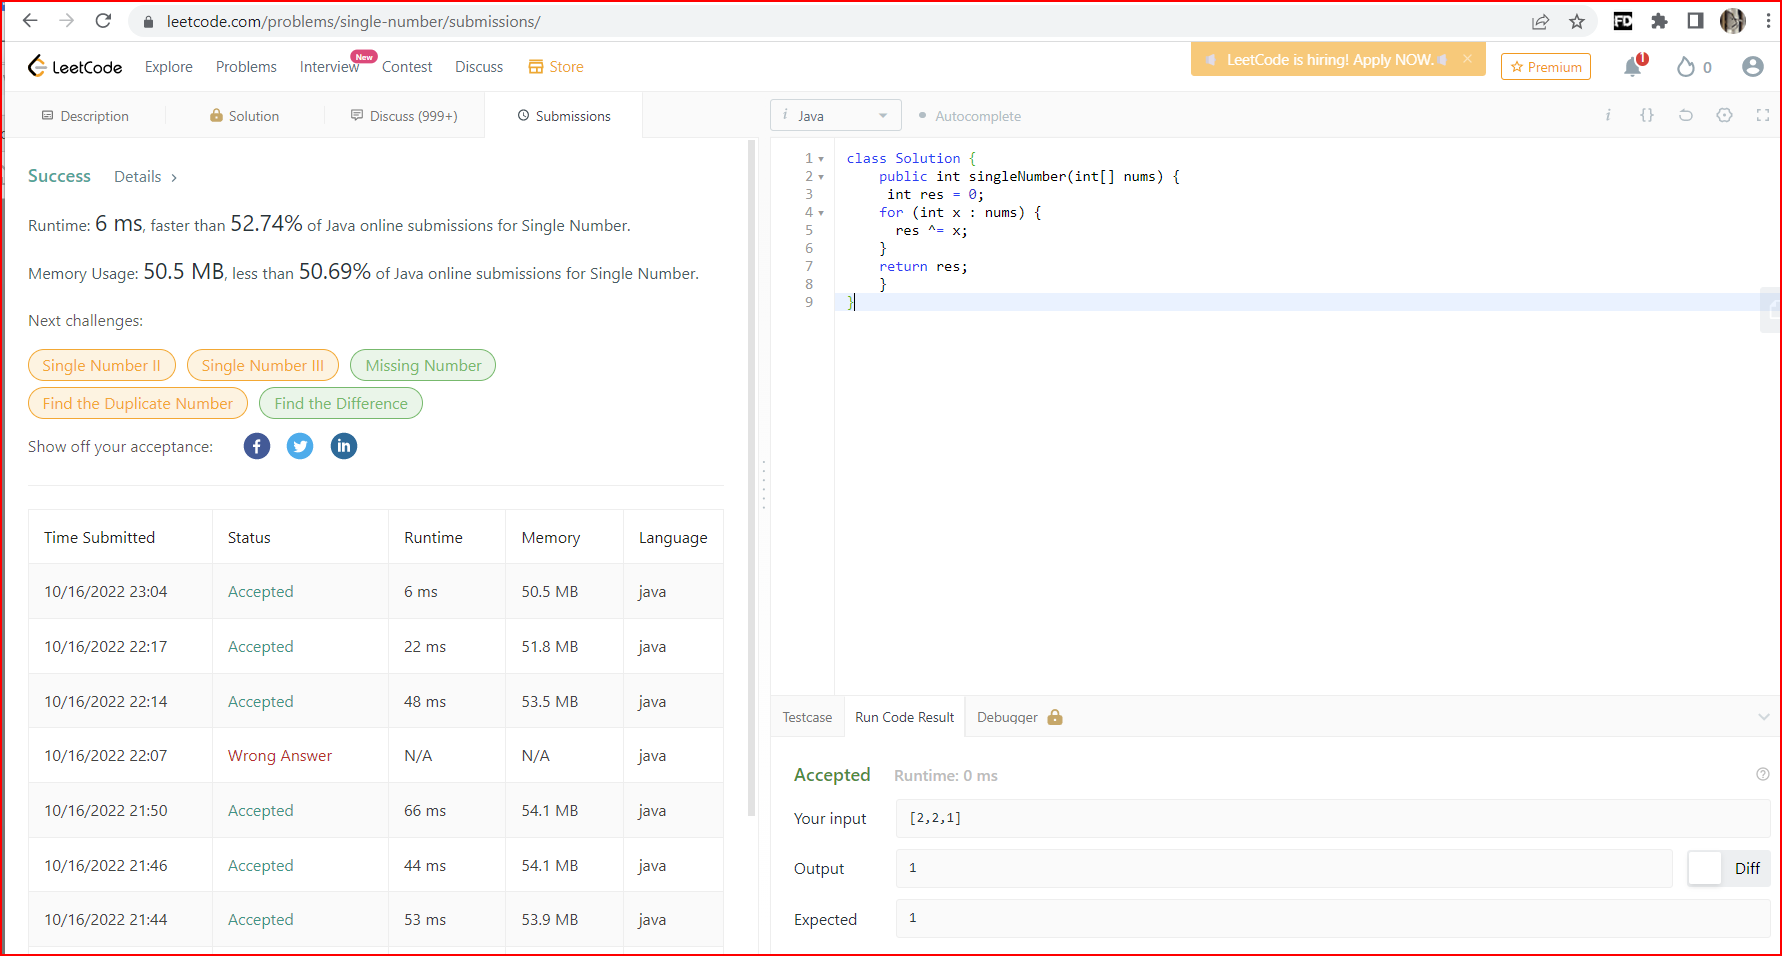 leetcode.com/problems/single-number/submissions/
FD
LeetCode Explore Problems Interview New Contest Discuss Store
LeetCode is hiring! Apply NOW. ×
Premium 1 0
Description Solution Discuss (999+) Submissions
i Java Autocomplete i {}
Success Details >
Runtime: 6 ms, faster than 52.74% of Java online submissions for Single Number.
Memory Usage: 50.5 MB, less than 50.69% of Java online submissions for Single Number.
Next challenges:
Single Number II Single Number III Missing Number
Find the Duplicate Number Find the Difference
Show off your acceptance: f in
Time Submitted Status Runtime Memory Language
10/16/2022 23:04 Accepted 6 ms 50.5 MB java
10/16/2022 22:17 Accepted 22 ms 51.8 MB java
10/16/2022 22:14 Accepted 48 ms 53.5 MB java
10/16/2022 22:07 Wrong Answer N/A N/A java
10/16/2022 21:50 Accepted 66 ms 54.1 MB java
10/16/2022 21:46 Accepted 44 ms 54.1 MB java
10/16/2022 21:44 Accepted 53 ms 53.9 MB java
1 class Solution {
2 public int singleNumber(int[] nums) {
3 int res = 0;
4 for (int x : nums) {
5 res ^= x;
6 }
7 return res;
8 }
9 }
Testcase Run Code Result Debugger
Accepted Runtime: 0 ms ?
Your input [2,2,1]
Output 1 Diff
Expected 1